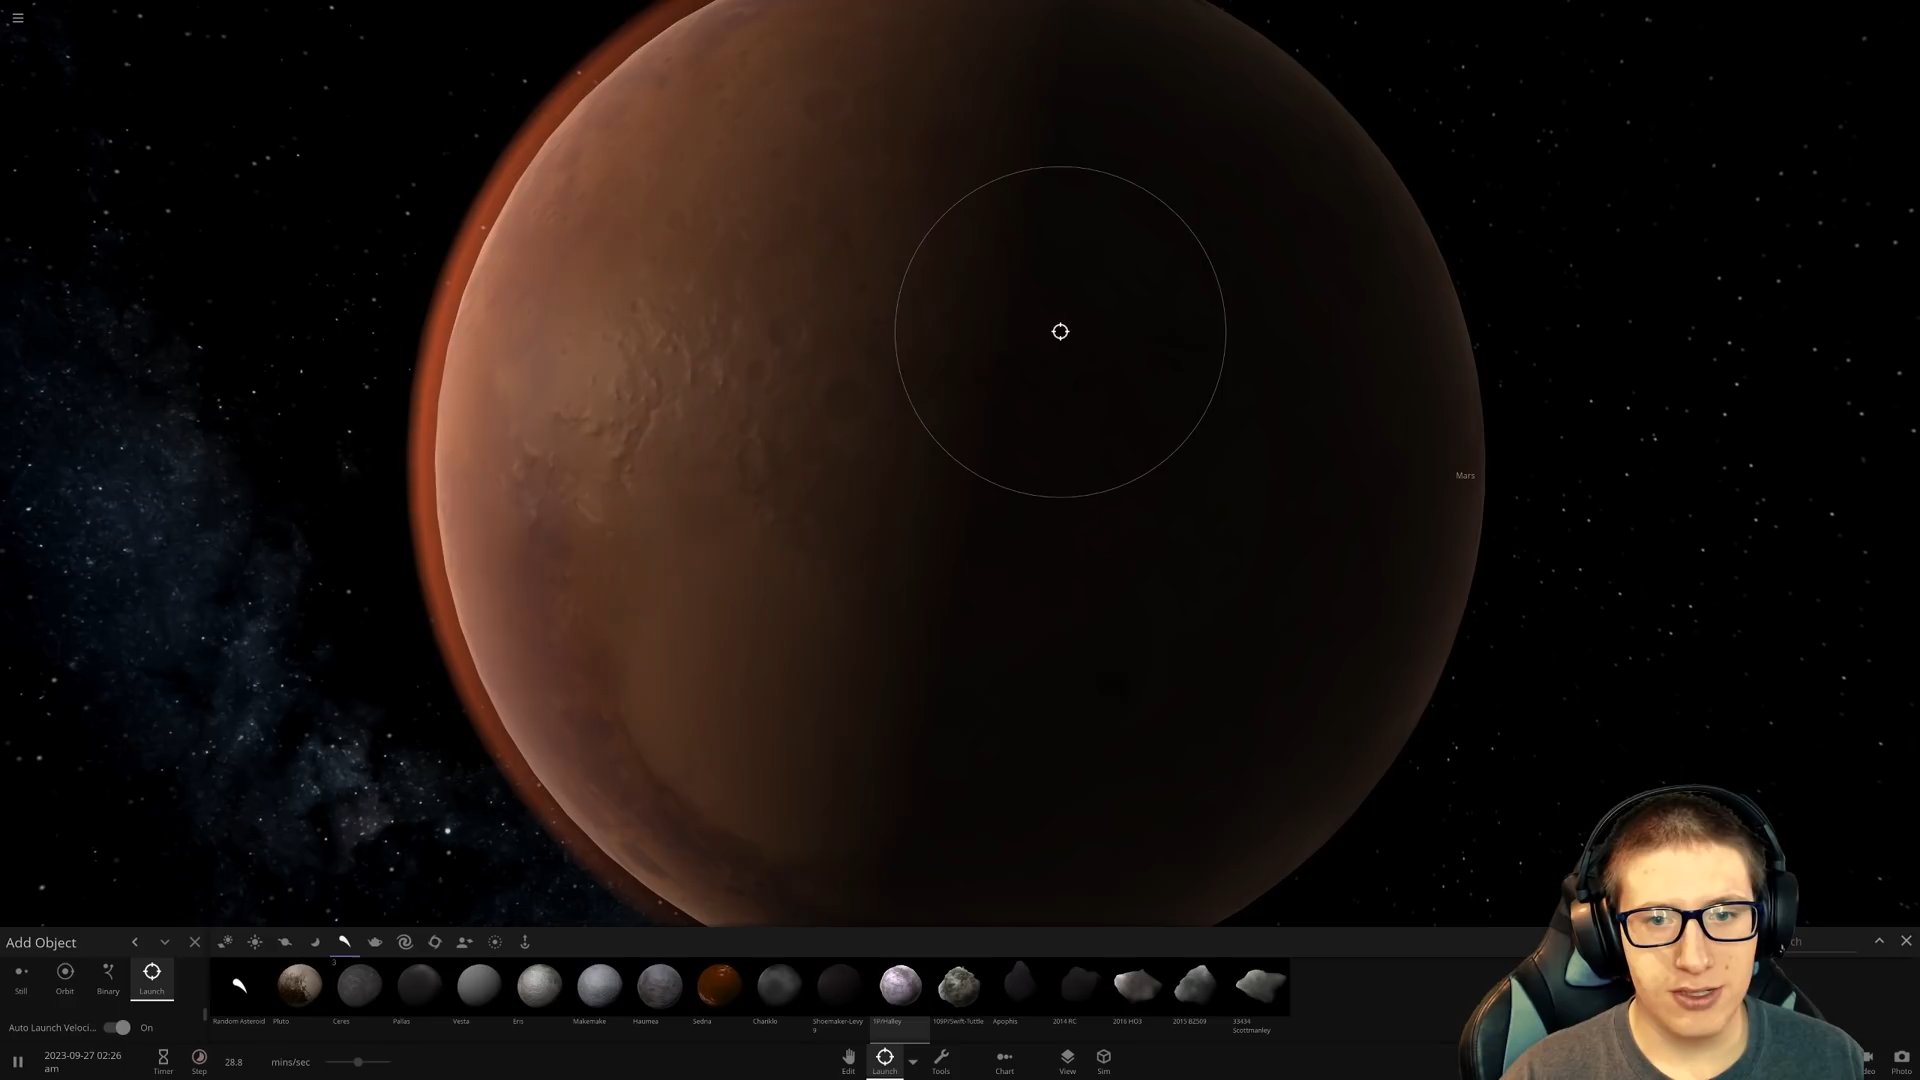 Mars
Add Object
ch
3
Still
Orbit
Binary
Launch
Random Asteroid
Pluto
Ceres
Pallas
Vesta
Eris
Makemake
Haumea
Sedna
Chariklo
Shoemaker-Levy
9
1P/Halley
109P/Swift-Tuttle
Apophis
2014 RC
2016 HO3
2015 BZ509
33434
Scottmanley
Auto Launch Veloci...
On
2023-09-27 02:26
am
Timer
Step
28.8
mins/sec
Edit
Launch
Tools
Chart
View
Sim
deo
Photo